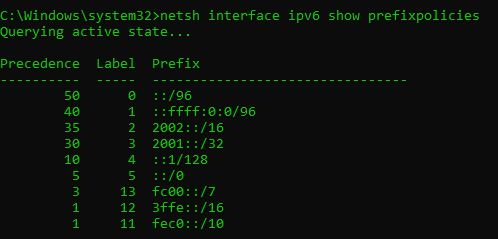 C:\Windows\system32>netsh interface ipv6 show prefixpolicies
Querying active state...
Precedence  Label  Prefix
----------  -----  --------------------------------
        50      0  ::/96
        40      1  ::ffff:0:0/96
        35      2  2002::/16
        30      3  2001::/32
        10      4  ::1/128
         5      5  ::/0
         3     13  fc00::/7
         1     12  3ffe::/16
         1     11  fec0::/10